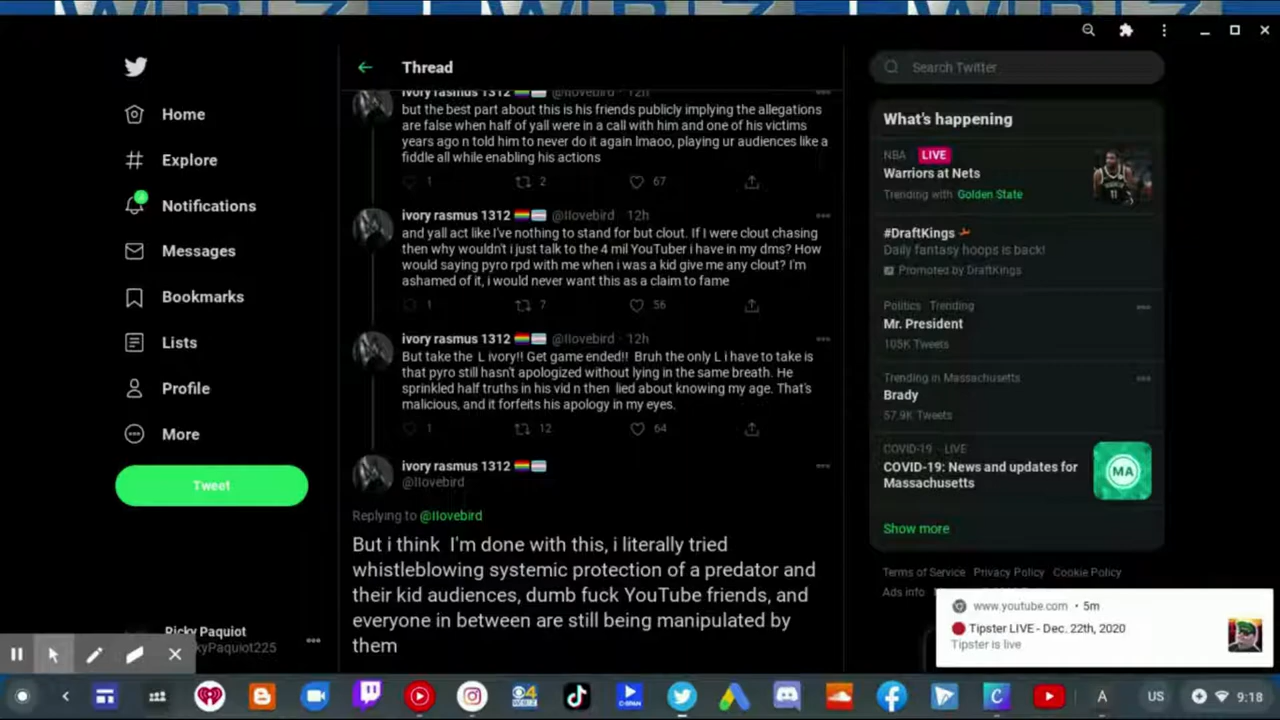 Thread
Search Twitter
Home
Explore
Notifications
Messages
Bookmarks
Lists
Profile
More
Tweet
Ricky Paquiot
kyPaquiot225
ivory rasmus 1312 @IIovebird · 12h
but the best part about this is his friends publicly implying the allegations
are false when half of yall were in a call with him and one of his victims
years ago n told him to never do it again lmaoo, playing ur audiences like a
fiddle all while enabling his actions
1 2 67
ivory rasmus 1312 @IIovebird · 12h
and yall act like I've nothing to stand for but clout. If I were clout chasing
then why wouldn't i just talk to the 4 mil YouTuber i have in my dms? How
would saying pyro rpd with me when i was a kid give me any clout? I'm
ashamed of it, i would never want this as a claim to fame
1 7 56
ivory rasmus 1312 @IIovebird · 12h
But take the L ivory!! Get game ended!! Bruh the only L i have to take is
that pyro still hasn't apologized without lying in the same breath. He
sprinkled half truths in his vid n then lied about knowing my age. That's
malicious, and it forfeits his apology in my eyes.
1 12 64
ivory rasmus 1312
@IIovebird
Replying to @IIovebird
But i think I'm done with this, i literally tried
whistleblowing systemic protection of a predator and
their kid audiences, dumb fuck YouTube friends, and
everyone in between are still being manipulated by
them
What's happening
NBA LIVE
Warriors at Nets
Trending with Golden State
#DraftKings
Daily fantasy hoops is back!
Promoted by DraftKings
Politics · Trending
Mr. President
105K Tweets
Trending in Massachusetts
Brady
57.9K Tweets
COVID-19 · LIVE
COVID-19: News and updates for
Massachusetts
MA
Show more
Terms of Service Privacy Policy Cookie Policy
Ads info
www.youtube.com • 5m
Tipster LIVE - Dec. 22th, 2020
Tipster is live
C-SPAN
A
US
9:18